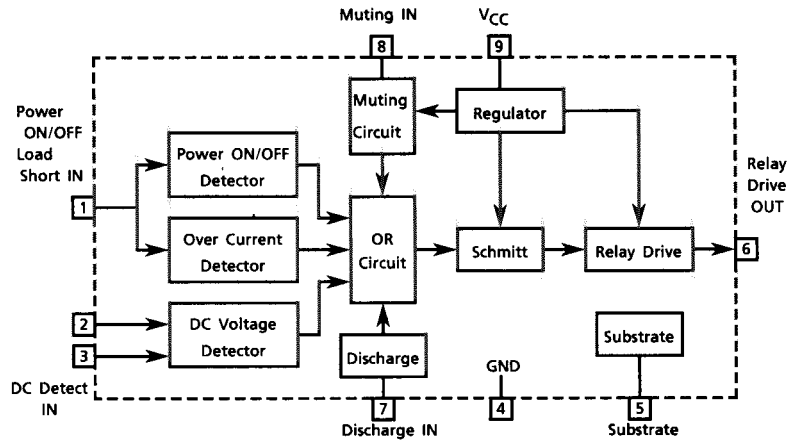 Muting IN
VCC
8
9
Power
ON/OFF
Load
Short IN
Muting
Circuit
Regulator
Power ON/OFF
Detector
1
Over Current
Detector
OR
Circuit
Schmitt
Relay Drive
Relay
Drive
OUT
6
2
3
DC Voltage
Detector
Discharge
Substrate
DC Detect
IN
GND
7
4
5
Discharge IN
Substrate